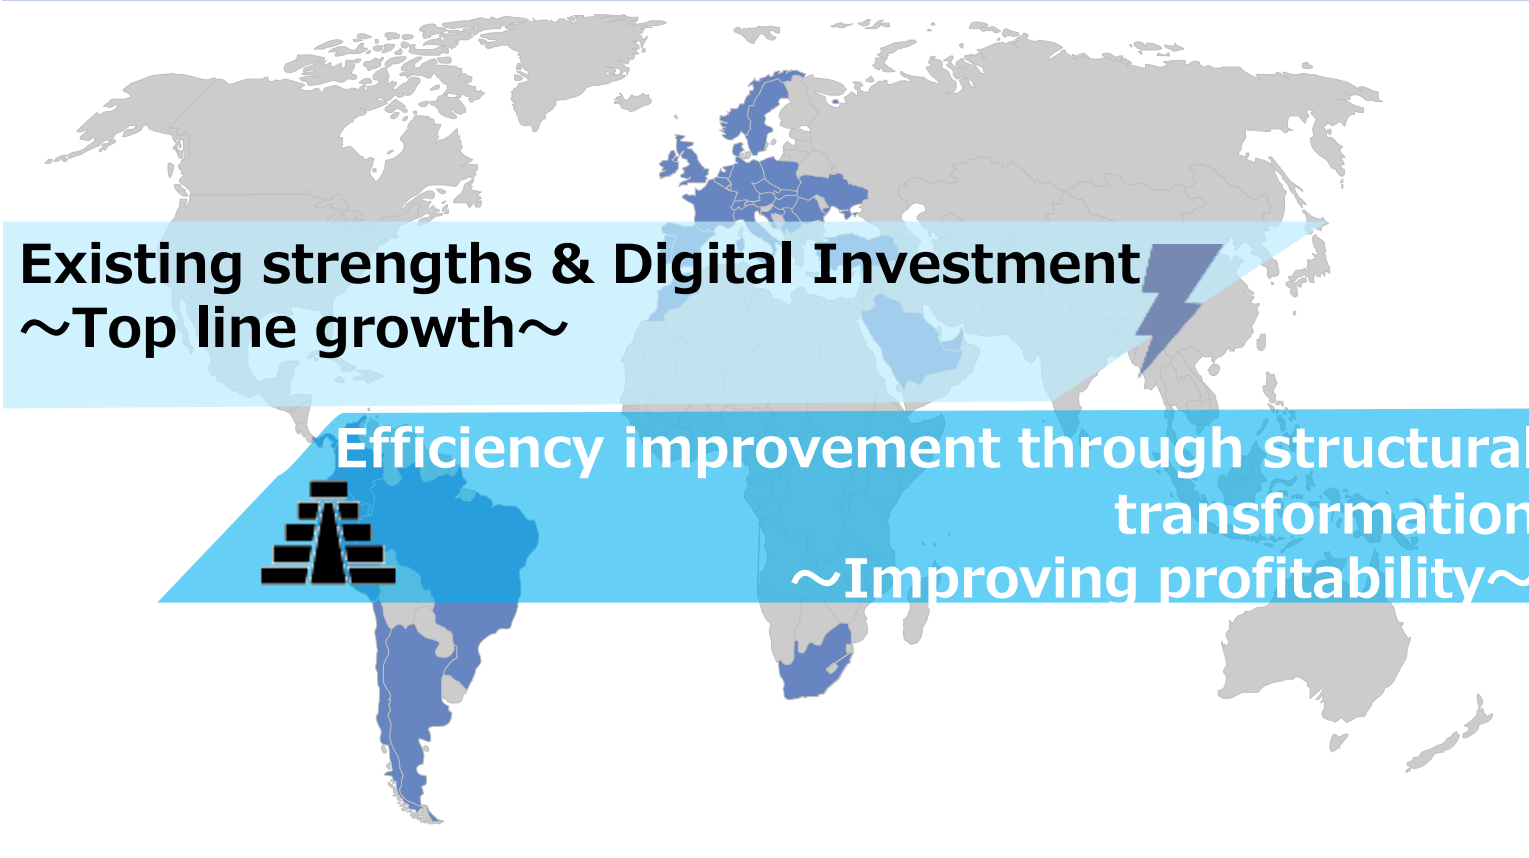 Existing strengths & Digital Investment
～Top line growth～
Efficiency improvement through structural
transformation
～Improving profitability～